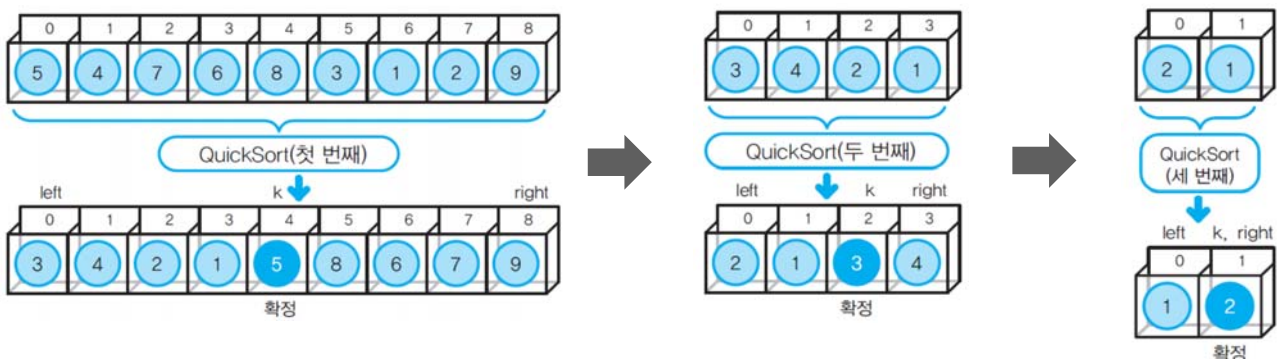 0 1 2 3 4 5 6 7 8
5 4 7 6 8 3 1 2 9
QuickSort(첫 번째)
left k right
0 1 2 3 4 5 6 7 8
3 4 2 1 5 8 6 7 9
확정
0 1 2 3
3 4 2 1
QuickSort(두 번째)
left k right
0 1 2 3
2 1 3 4
확정
0 1
2 1
QuickSort
(세 번째)
left k, right
0 1
1 2
확정